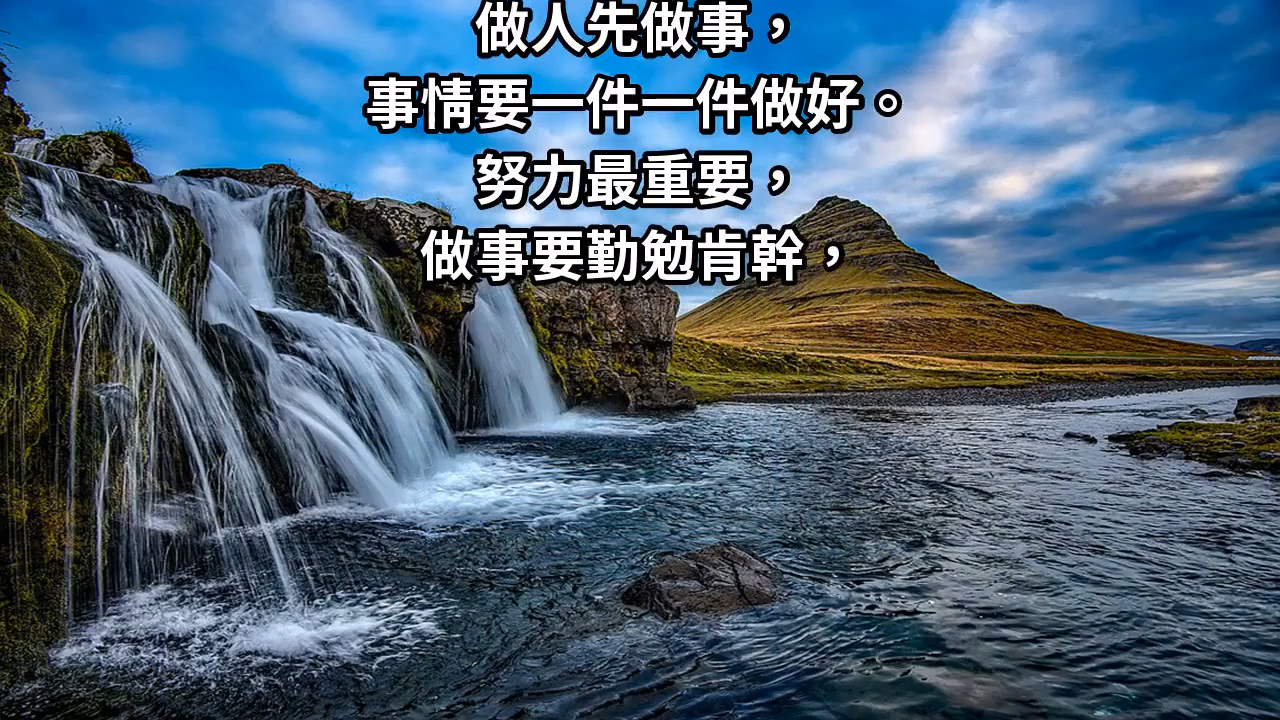 做人先做事，
事情要一件一件做好。
努力最重要，
做事要勤勉肯幹，